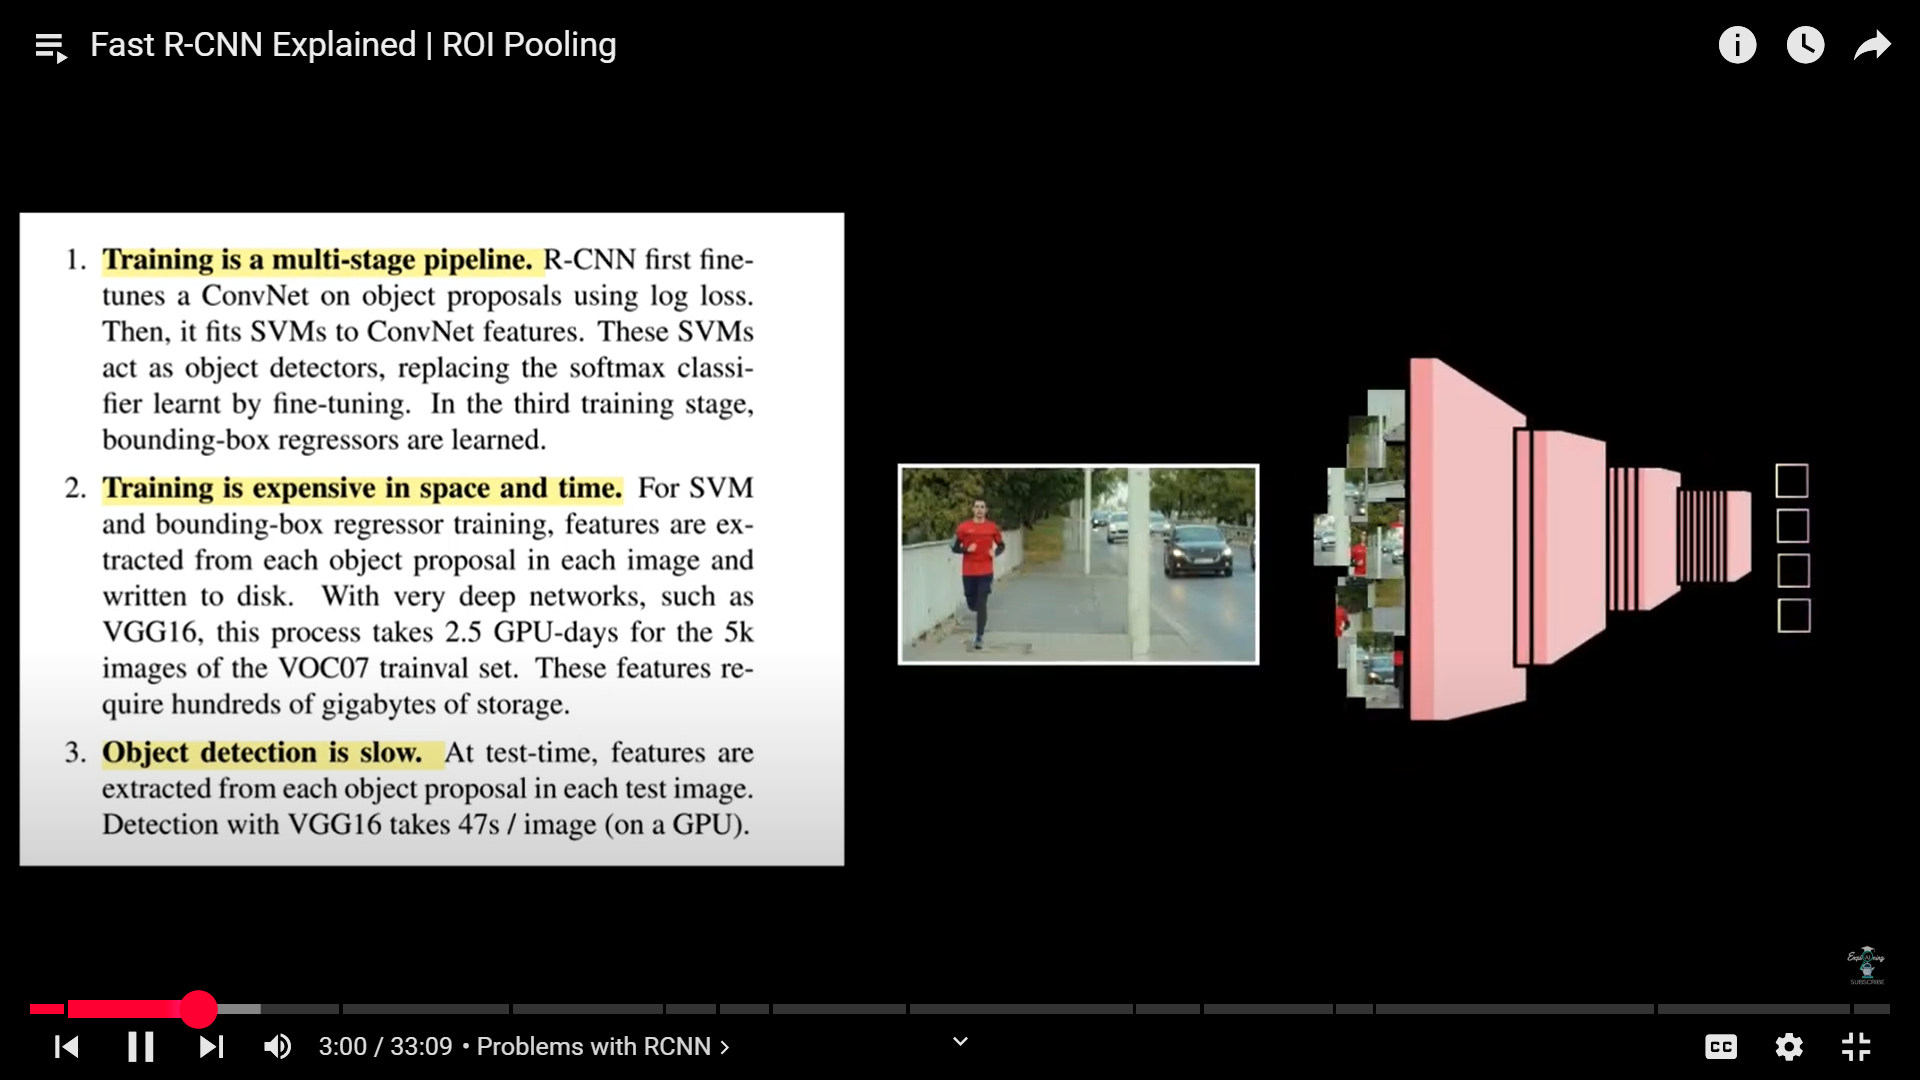 Fast R-CNN Explained | ROI Pooling
1. Training is a multi-stage pipeline. R-CNN first fine-
tunes a ConvNet on object proposals using log loss.
Then, it fits SVMs to ConvNet features. These SVMs
act as object detectors, replacing the softmax classi-
fier learnt by fine-tuning. In the third training stage,
bounding-box regressors are learned.
2. Training is expensive in space and time. For SVM
and bounding-box regressor training, features are ex-
tracted from each object proposal in each image and
written to disk. With very deep networks, such as
VGG16, this process takes 2.5 GPU-days for the 5k
images of the VOC07 trainval set. These features re-
quire hundreds of gigabytes of storage.
3. Object detection is slow. At test-time, features are
extracted from each object proposal in each test image.
Detection with VGG16 takes 47s / image (on a GPU).
SUBSCRIBE
3:00 / 33:09 • Problems with RCNN >
CC